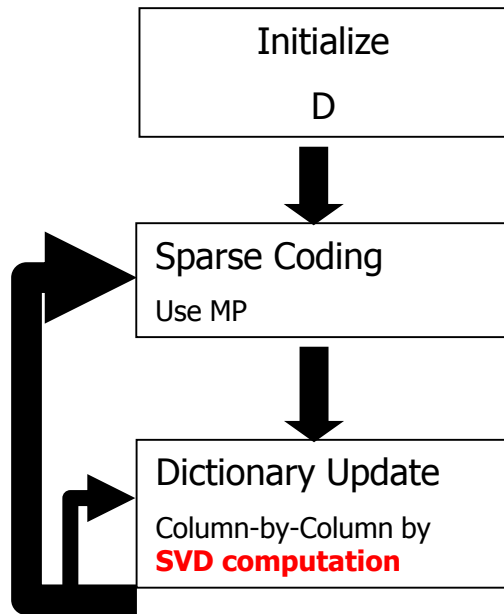 Initialize
D
Sparse Coding
Use MP
Dictionary Update
Column-by-Column by
SVD computation